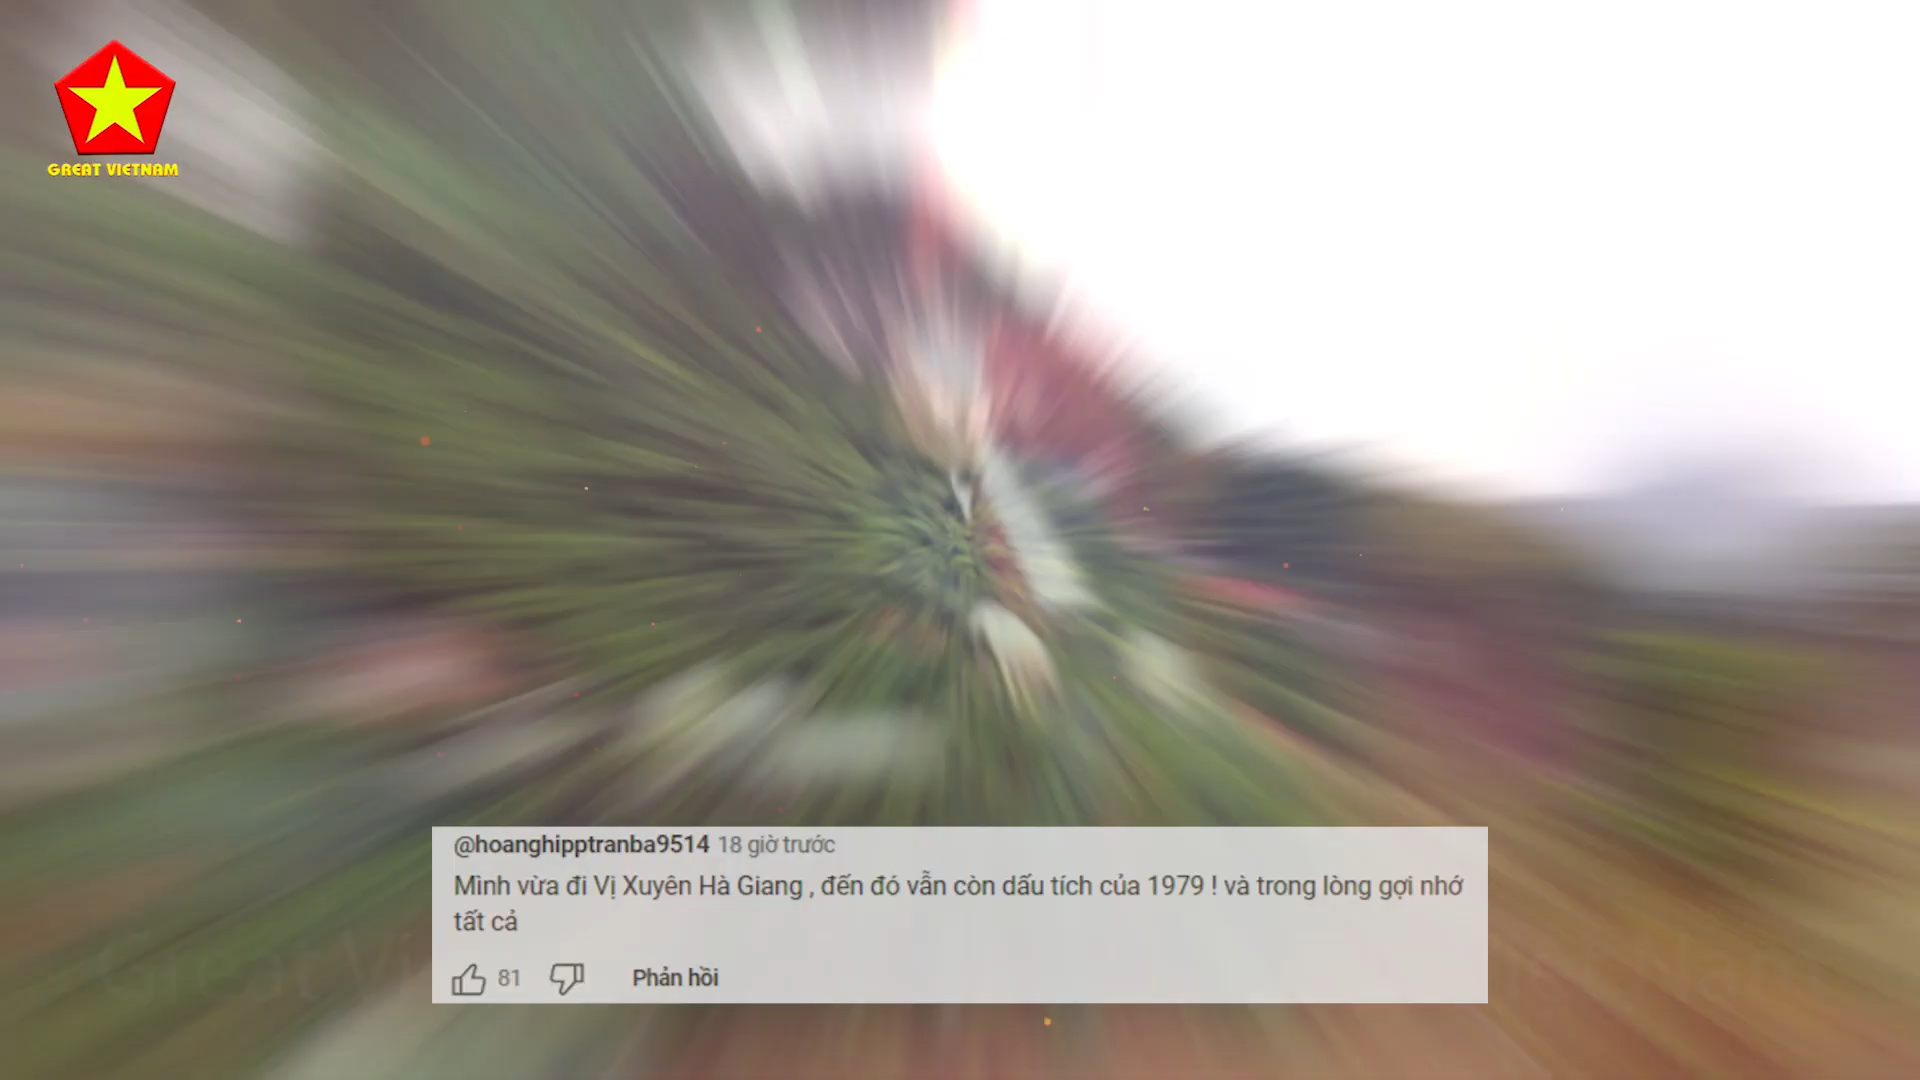 GREAT VIETNAM
@hoanghipptranba9514 18 giờ trước
Mình vừa đi Vị Xuyên Hà Giang , đến đó vẫn còn dấu tích của 1979 ! và trong lòng gợi nhớ
tất cả
81 Phản hồi